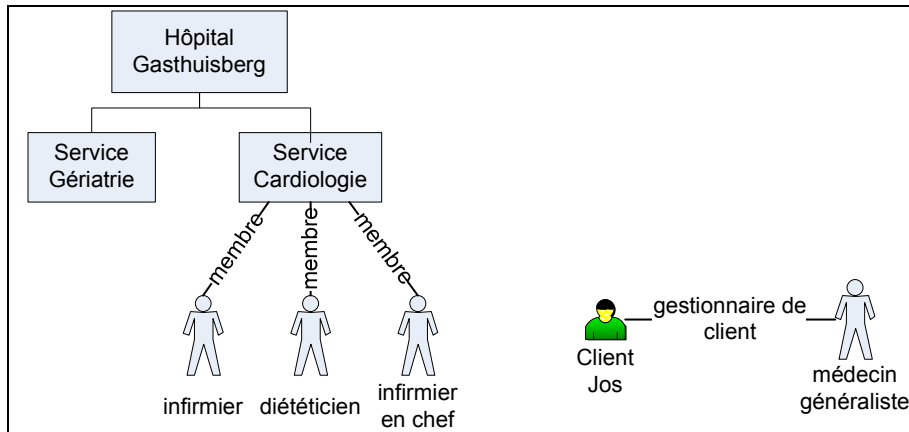 Hôpital
Gasthuisberg
Service
Gériatrie
Service
Cardiologie
membre
membre
membre
infirmier
diététicien
infirmier
en chef
Client
Jos
gestionnaire de
client
médecin
généraliste